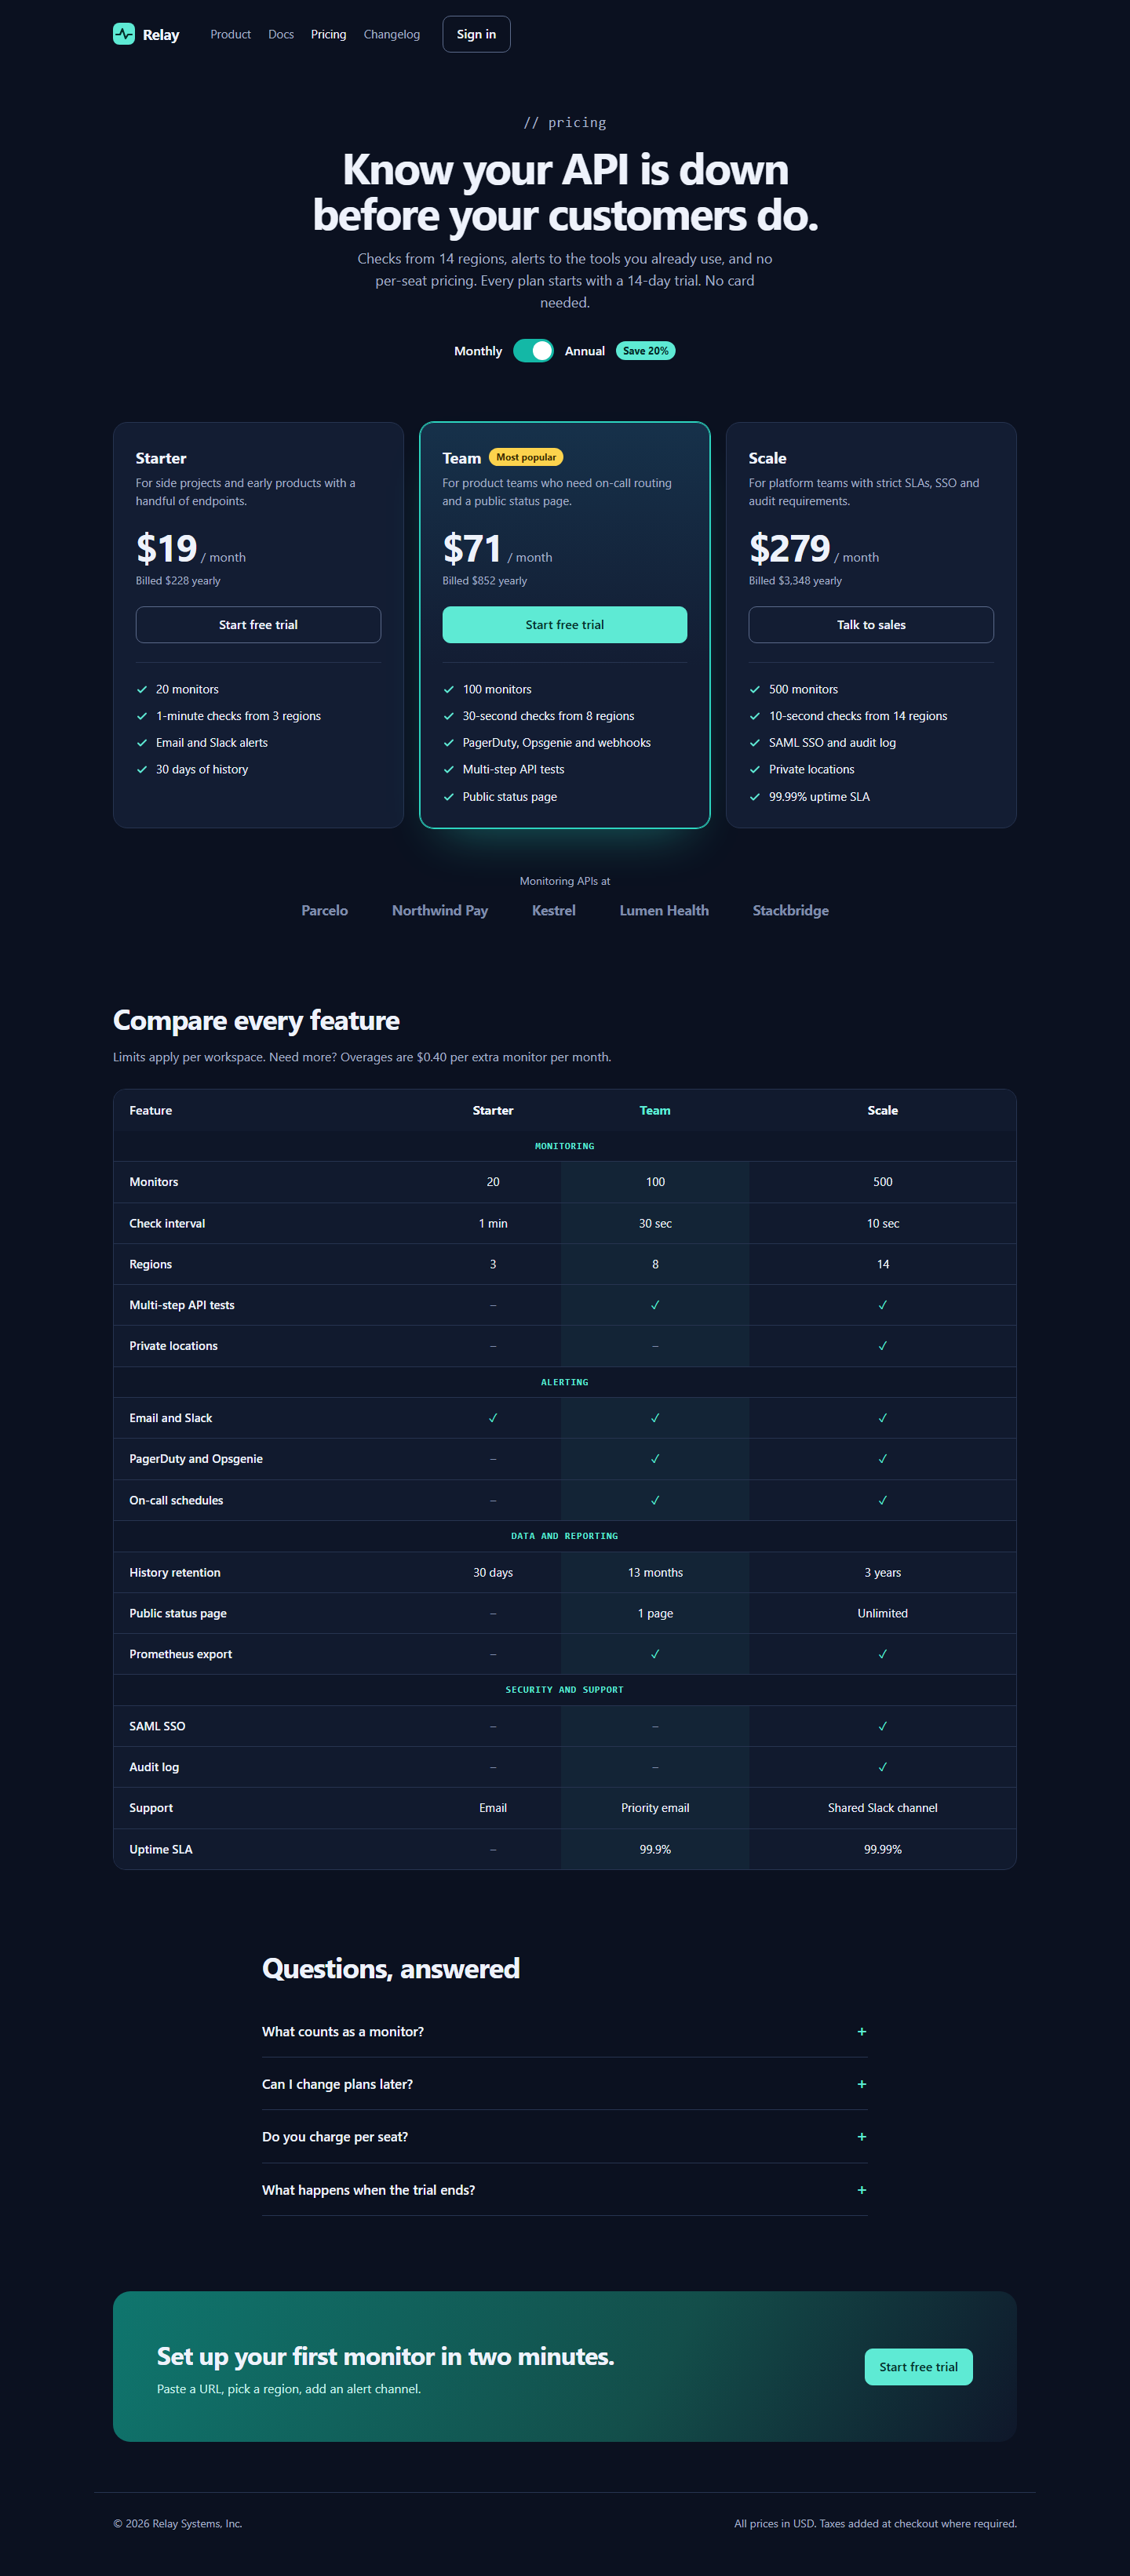 Relay
Product Docs Pricing Changelog Sign in
// pricing
Know your API is down
before your customers do.
Checks from 14 regions, alerts to the tools you already use, and no
per-seat pricing. Every plan starts with a 14-day trial. No card
needed.
Monthly Annual Save 20%
Starter
For side projects and early products with a
handful of endpoints.
$19 / month
Billed $228 yearly
Start free trial
✓ 20 monitors
✓ 1-minute checks from 3 regions
✓ Email and Slack alerts
✓ 30 days of history
Team Most popular
For product teams who need on-call routing
and a public status page.
$71 / month
Billed $852 yearly
Start free trial
✓ 100 monitors
✓ 30-second checks from 8 regions
✓ PagerDuty, Opsgenie and webhooks
✓ Multi-step API tests
✓ Public status page
Scale
For platform teams with strict SLAs, SSO and
audit requirements.
$279 / month
Billed $3,348 yearly
Talk to sales
✓ 500 monitors
✓ 10-second checks from 14 regions
✓ SAML SSO and audit log
✓ Private locations
✓ 99.99% uptime SLA
Monitoring APIs at
Parcelo Northwind Pay Kestrel Lumen Health Stackbridge
Compare every feature
Limits apply per workspace. Need more? Overages are $0.40 per extra monitor per month.
Feature Starter Team Scale
MONITORING
Monitors 20 100 500
Check interval 1 min 30 sec 10 sec
Regions 3 8 14
Multi-step API tests – ✓ ✓
Private locations – – ✓
ALERTING
Email and Slack ✓ ✓ ✓
PagerDuty and Opsgenie – ✓ ✓
On-call schedules – ✓ ✓
DATA AND REPORTING
History retention 30 days 13 months 3 years
Public status page – 1 page Unlimited
Prometheus export – ✓ ✓
SECURITY AND SUPPORT
SAML SSO – – ✓
Audit log – – ✓
Support Email Priority email Shared Slack channel
Uptime SLA – 99.9% 99.99%
Questions, answered
What counts as a monitor? +
Can I change plans later? +
Do you charge per seat? +
What happens when the trial ends? +
Set up your first monitor in two minutes.
Paste a URL, pick a region, add an alert channel.
Start free trial
© 2026 Relay Systems, Inc.
All prices in USD. Taxes added at checkout where required.